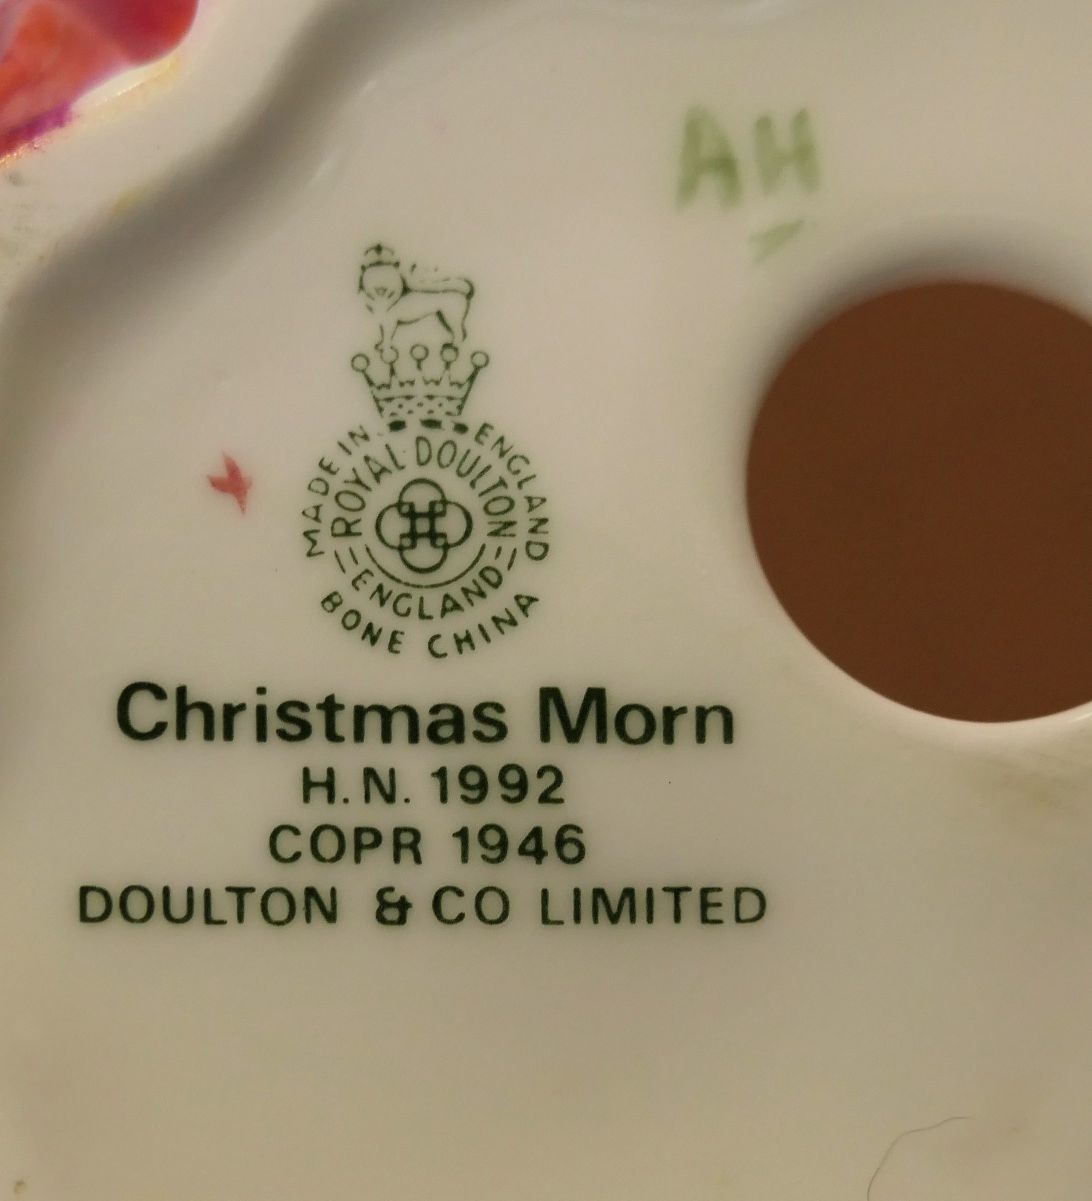 AH
MADE IN ENGLAND
ROYAL DOULTON
ENGLAND
BONE CHINA
Christmas Morn
H.N. 1992
COPR 1946
DOULTON & CO LIMITED